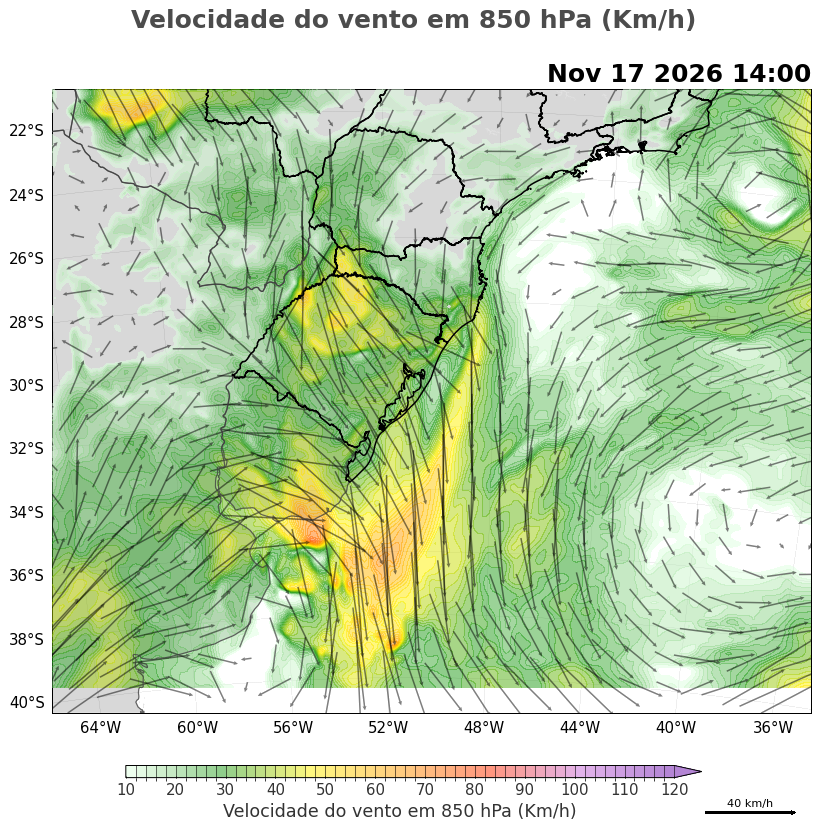 Velocidade do vento em 850 hPa (Km/h)
Nov 17 2026 14:00
22°S
24°S
26°S
28°S
30°S
32°S
34°S
36°S
38°S
40°S
64°W 60°W 56°W 52°W 48°W 44°W 40°W 36°W
10 20 30 40 50 60 70 80 90 100 110 120
Velocidade do vento em 850 hPa (Km/h)
40 km/h